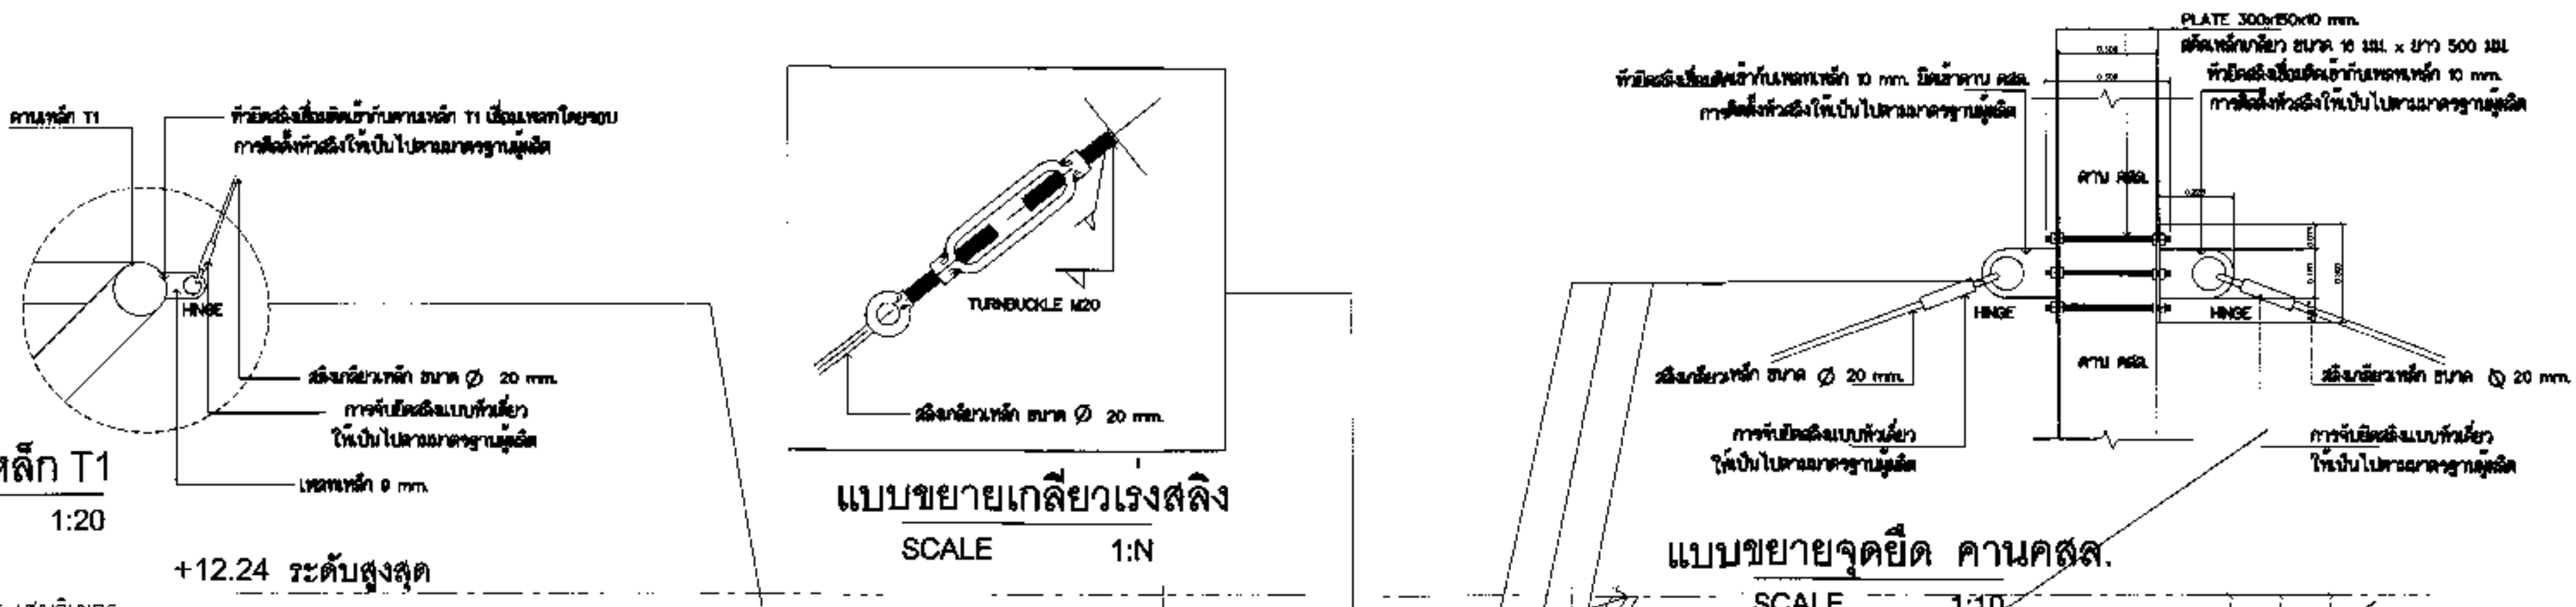 คานเหล็ก T1
หัวยึดสลิงเชื่อมติดเข้ากับคานเหล็ก T1 เชื่อมเพลทโดยรอบ
การติดตั้งหัวสลิงให้เป็นไปตามมาตรฐานผู้ผลิต
HINGE
สลิงเกลียวเหล็ก ขนาด Ø 20 mm.
การจับยึดสลิงแบบหัวเดี่ยว
ให้เป็นไปตามมาตรฐานผู้ผลิต
เพลทเหล็ก 9 mm.
เหล็ก T1
1:20
+12.24 ระดับสูงสุด
TURNBUCKLE M20
สลิงเกลียวเหล็ก ขนาด Ø 20 mm.
แบบขยายเกลียวเร่งสลิง
SCALE 1:N
PLATE 300x150x10 mm.
สตัดเหล็กเกลียว ขนาด 16 มม. x ยาว 500 มม.
หัวยึดสลิงเชื่อมติดเข้ากับเพลทเหล็ก 10 mm. ยึดเข้าคาน คสล.
การติดตั้งหัวสลิงให้เป็นไปตามมาตรฐานผู้ผลิต
หัวยึดสลิงเชื่อมติดเข้ากับเพลทเหล็ก 10 mm.
การติดตั้งหัวสลิงให้เป็นไปตามมาตรฐานผู้ผลิต
คาน คสล.
HINGE
HINGE
คาน คสล.
สลิงเกลียวเหล็ก ขนาด Ø 20 mm.
สลิงเกลียวเหล็ก ขนาด Ø 20 mm.
การจับยึดสลิงแบบหัวเดี่ยว
ให้เป็นไปตามมาตรฐานผู้ผลิต
การจับยึดสลิงแบบหัวเดี่ยว
ให้เป็นไปตามมาตรฐานผู้ผลิต
แบบขยายจุดยึด คานคสล.
SCALE 1:10